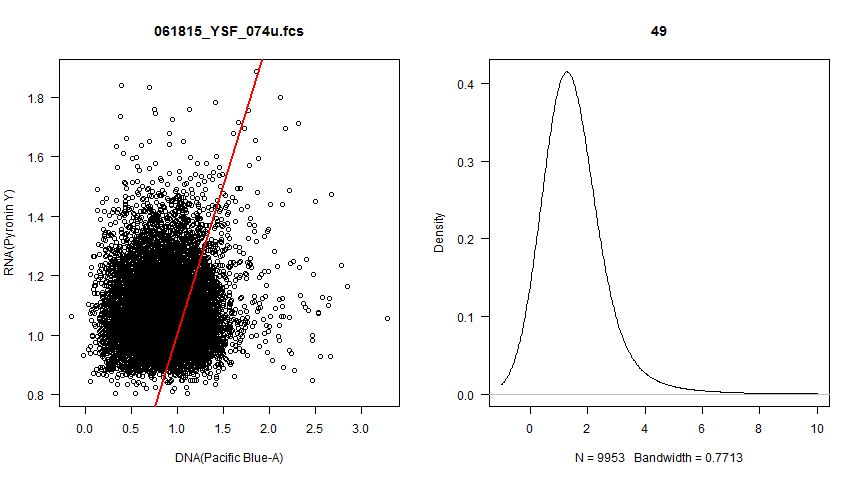 061815_YSF_074u.fcs
RNA(Pyronin Y)
1.8
1.6
1.4
1.2
1.0
0.8
0.0 0.5 1.0 1.5 2.0 2.5 3.0
DNA(Pacific Blue-A)
49
Density
0.4
0.3
0.2
0.1
0.0
0 2 4 6 8 10
N = 9953 Bandwidth = 0.7713